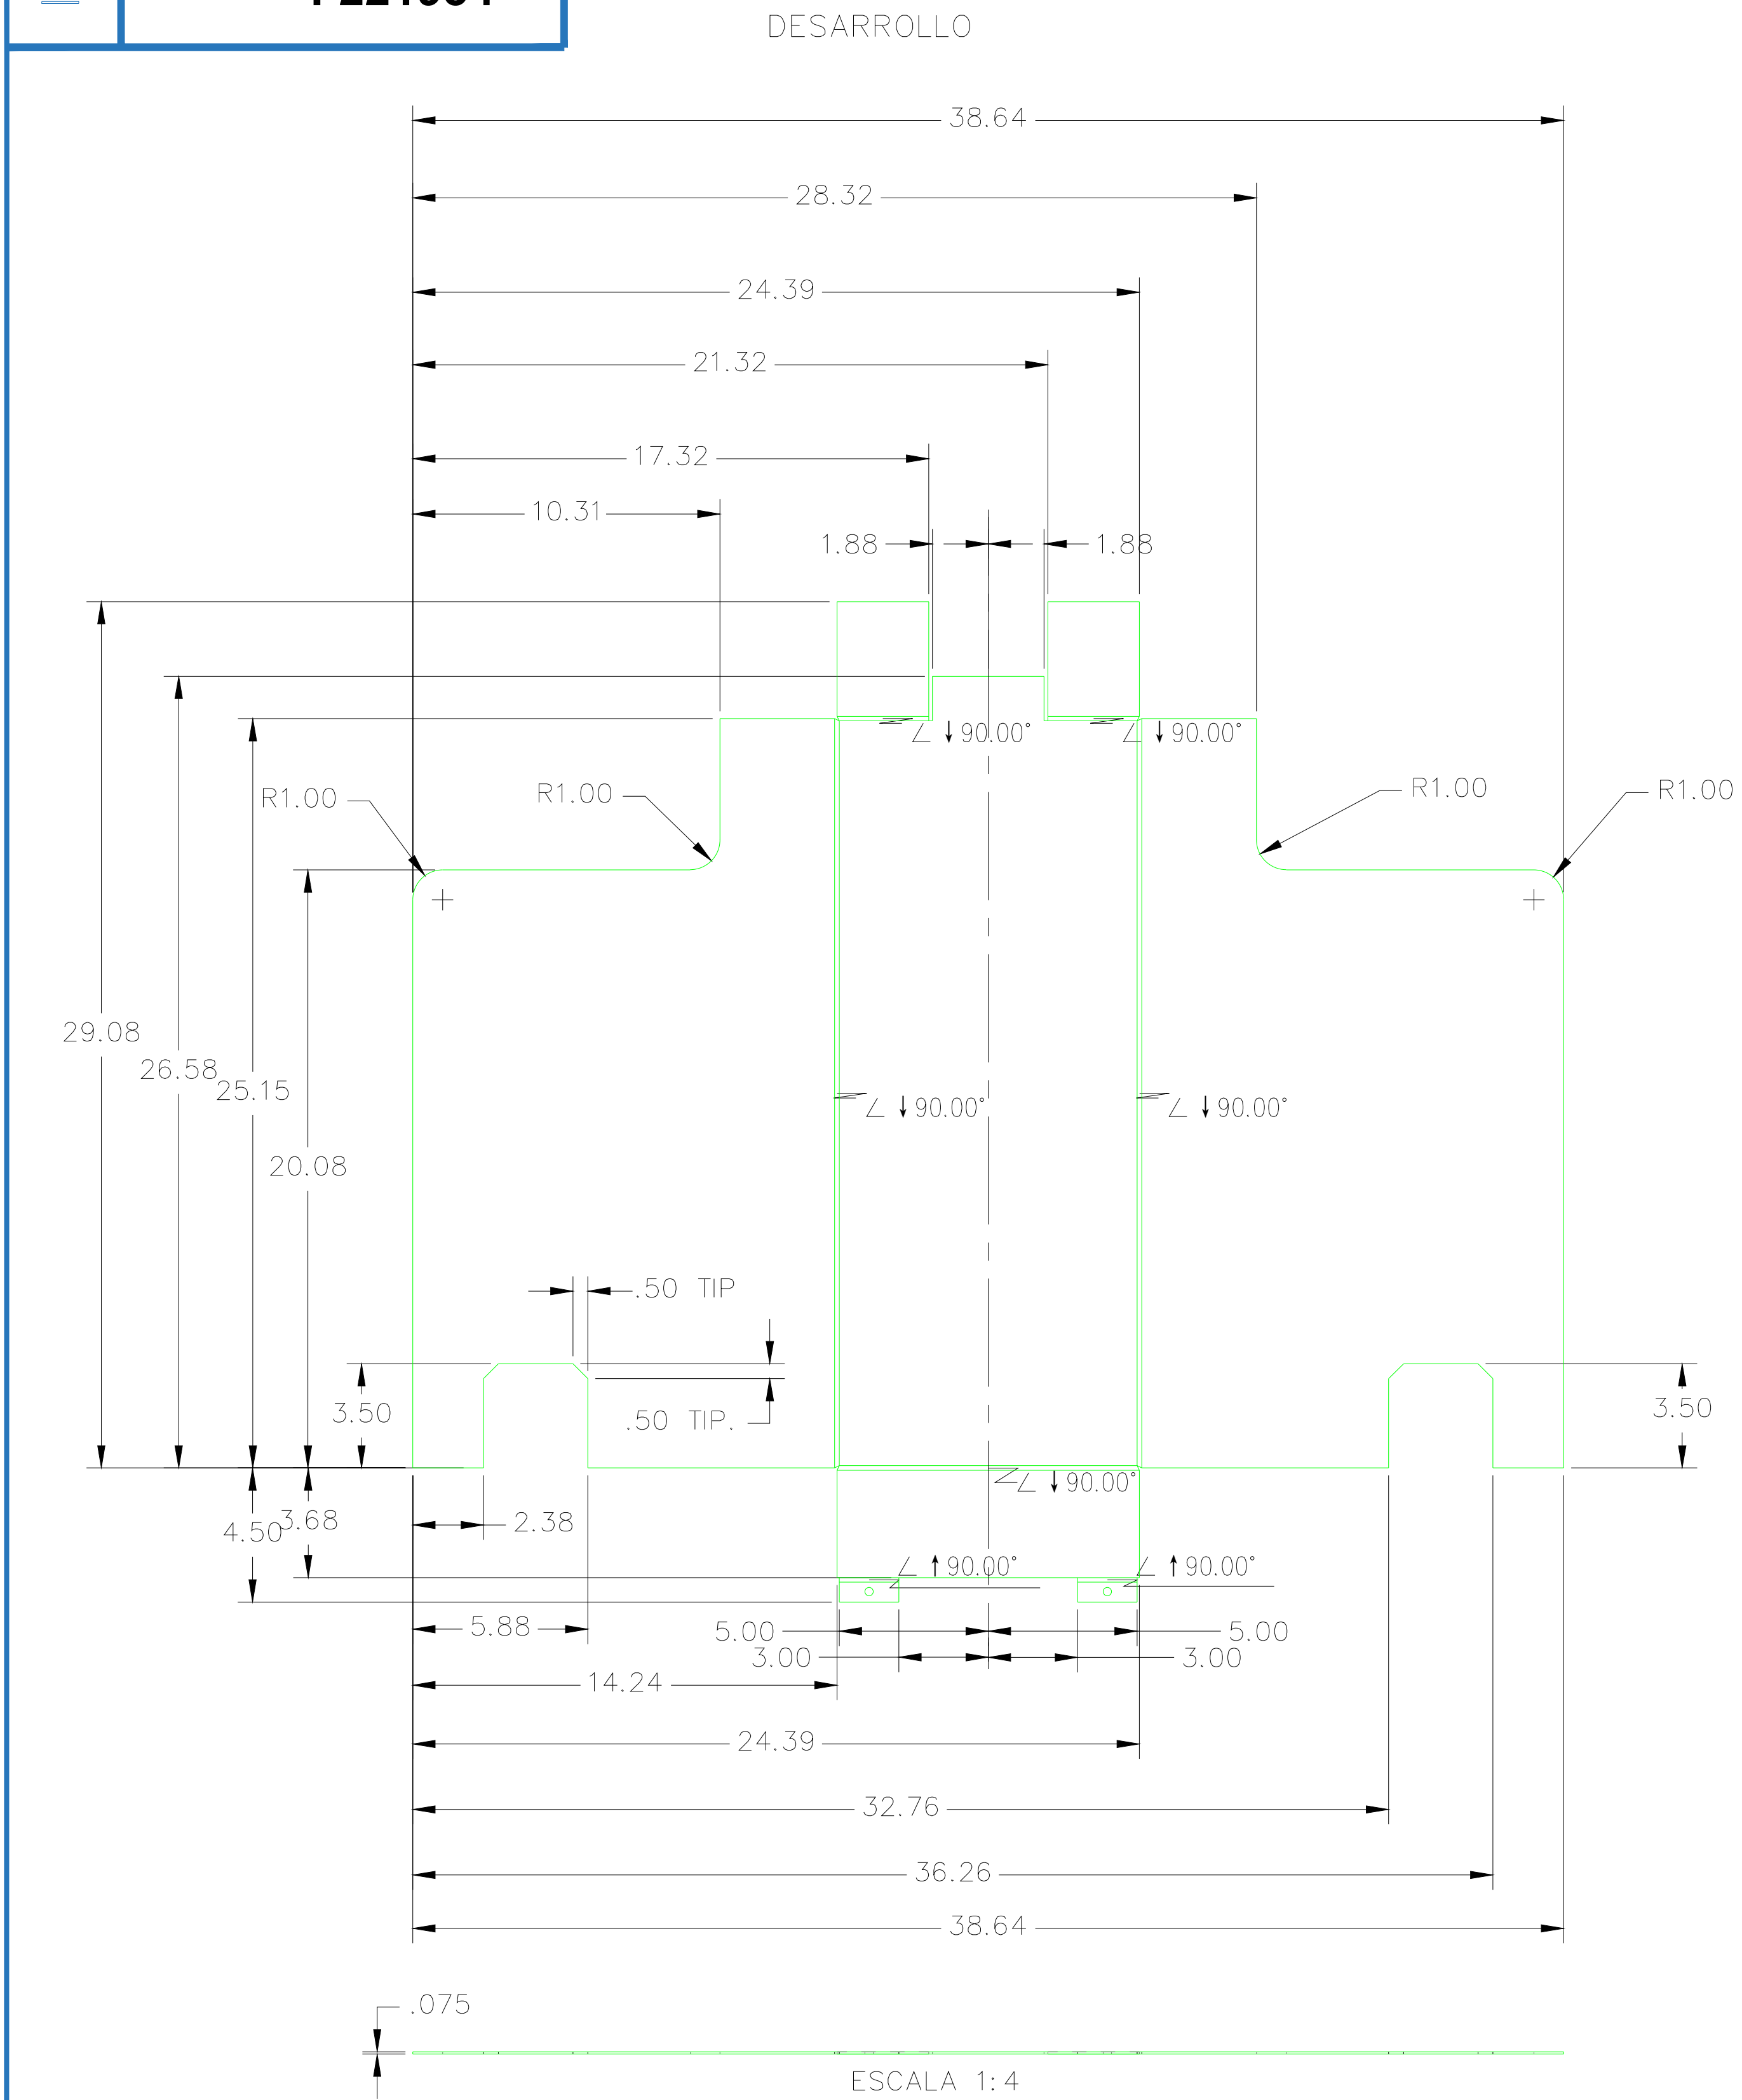 DESARROLLO
38.64
28.32
24.39
21.32
17.32
10.31
1.88
1.88
∠ ↓ 90.00°
∠ ↓ 90.00°
R1.00
R1.00
R1.00
R1.00
29.08
26.58
25.15
∠ ↓ 90.00°
∠ ↓ 90.00°
20.08
.50 TIP
3.50
.50 TIP.
3.50
∠ ↓ 90.00°
4.50
3.68
2.38
∠ ↑ 90.00°
∠ ↑ 90.00°
5.88
5.00
5.00
3.00
3.00
14.24
24.39
32.76
36.26
38.64
.075
ESCALA 1:4